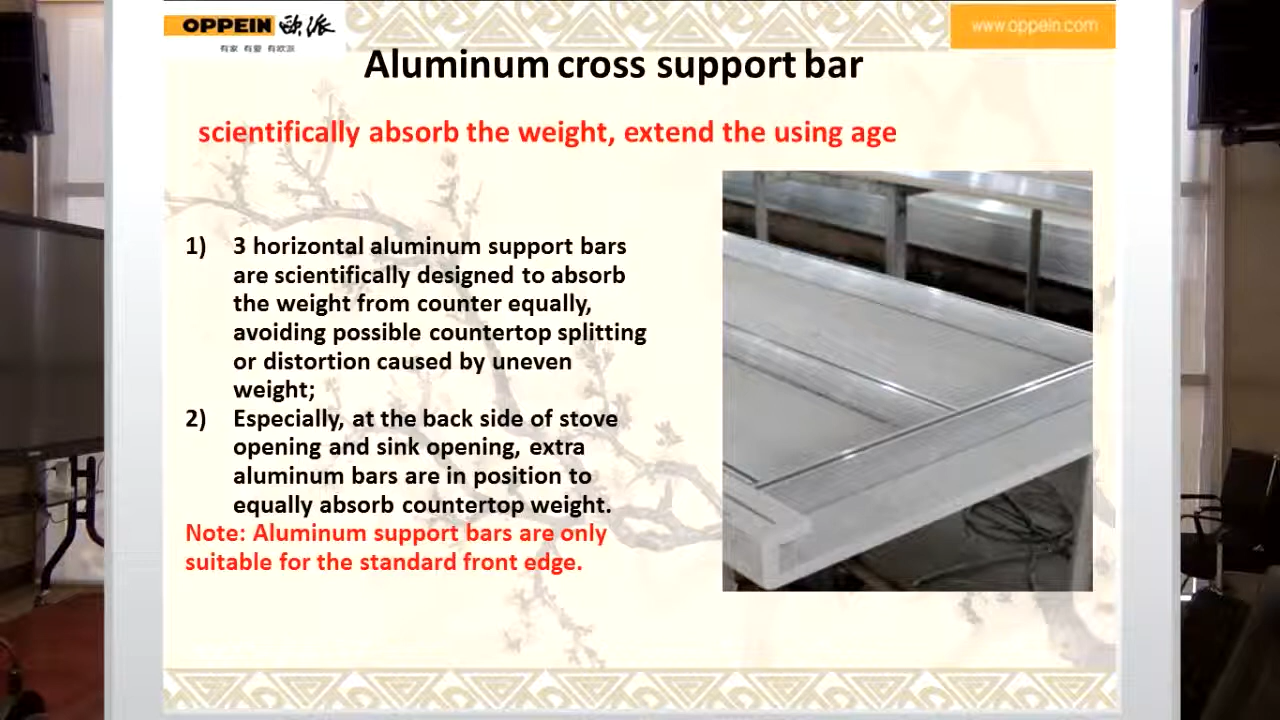 OPPEIN 欧派
有家 有爱 有欧派
www.oppein.com
Aluminum cross support bar
scientifically absorb the weight, extend the using age
1) 3 horizontal aluminum support bars
are scientifically designed to absorb
the weight from counter equally,
avoiding possible countertop splitting
or distortion caused by uneven
weight;
2) Especially, at the back side of stove
opening and sink opening, extra
aluminum bars are in position to
equally absorb countertop weight.
Note: Aluminum support bars are only
suitable for the standard front edge.